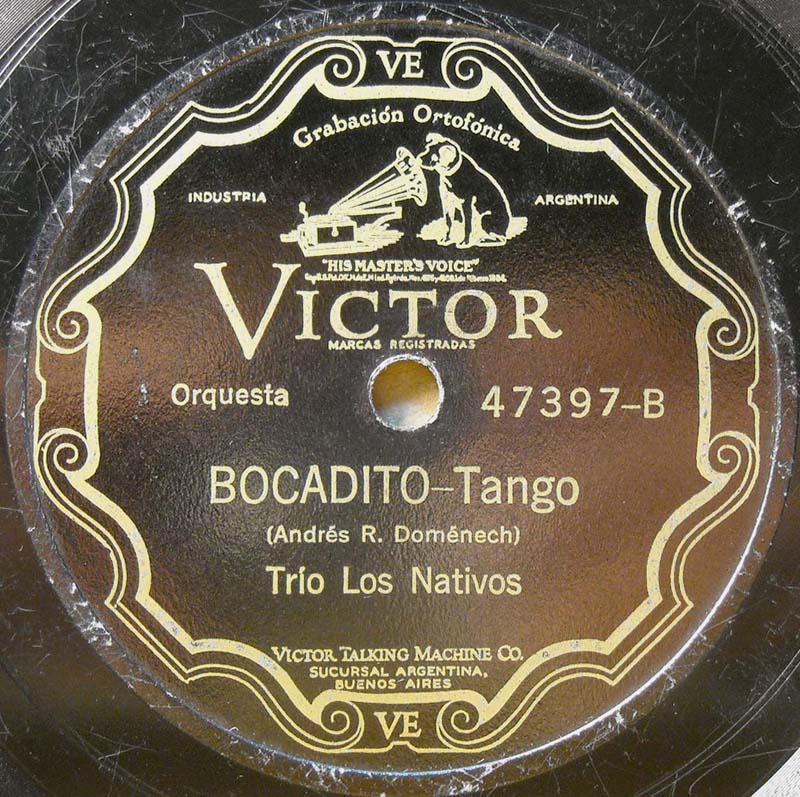 VE
Grabación Ortofónica
INDUSTRIA ARGENTINA
"HIS MASTER'S VOICE"
VICTOR
MARCAS REGISTRADAS
Orquesta 47397-B
BOCADITO-Tango
(Andrés R. Doménech)
Trío Los Nativos
VICTOR TALKING MACHINE CO.
SUCURSAL ARGENTINA,
BUENOS AIRES
VE